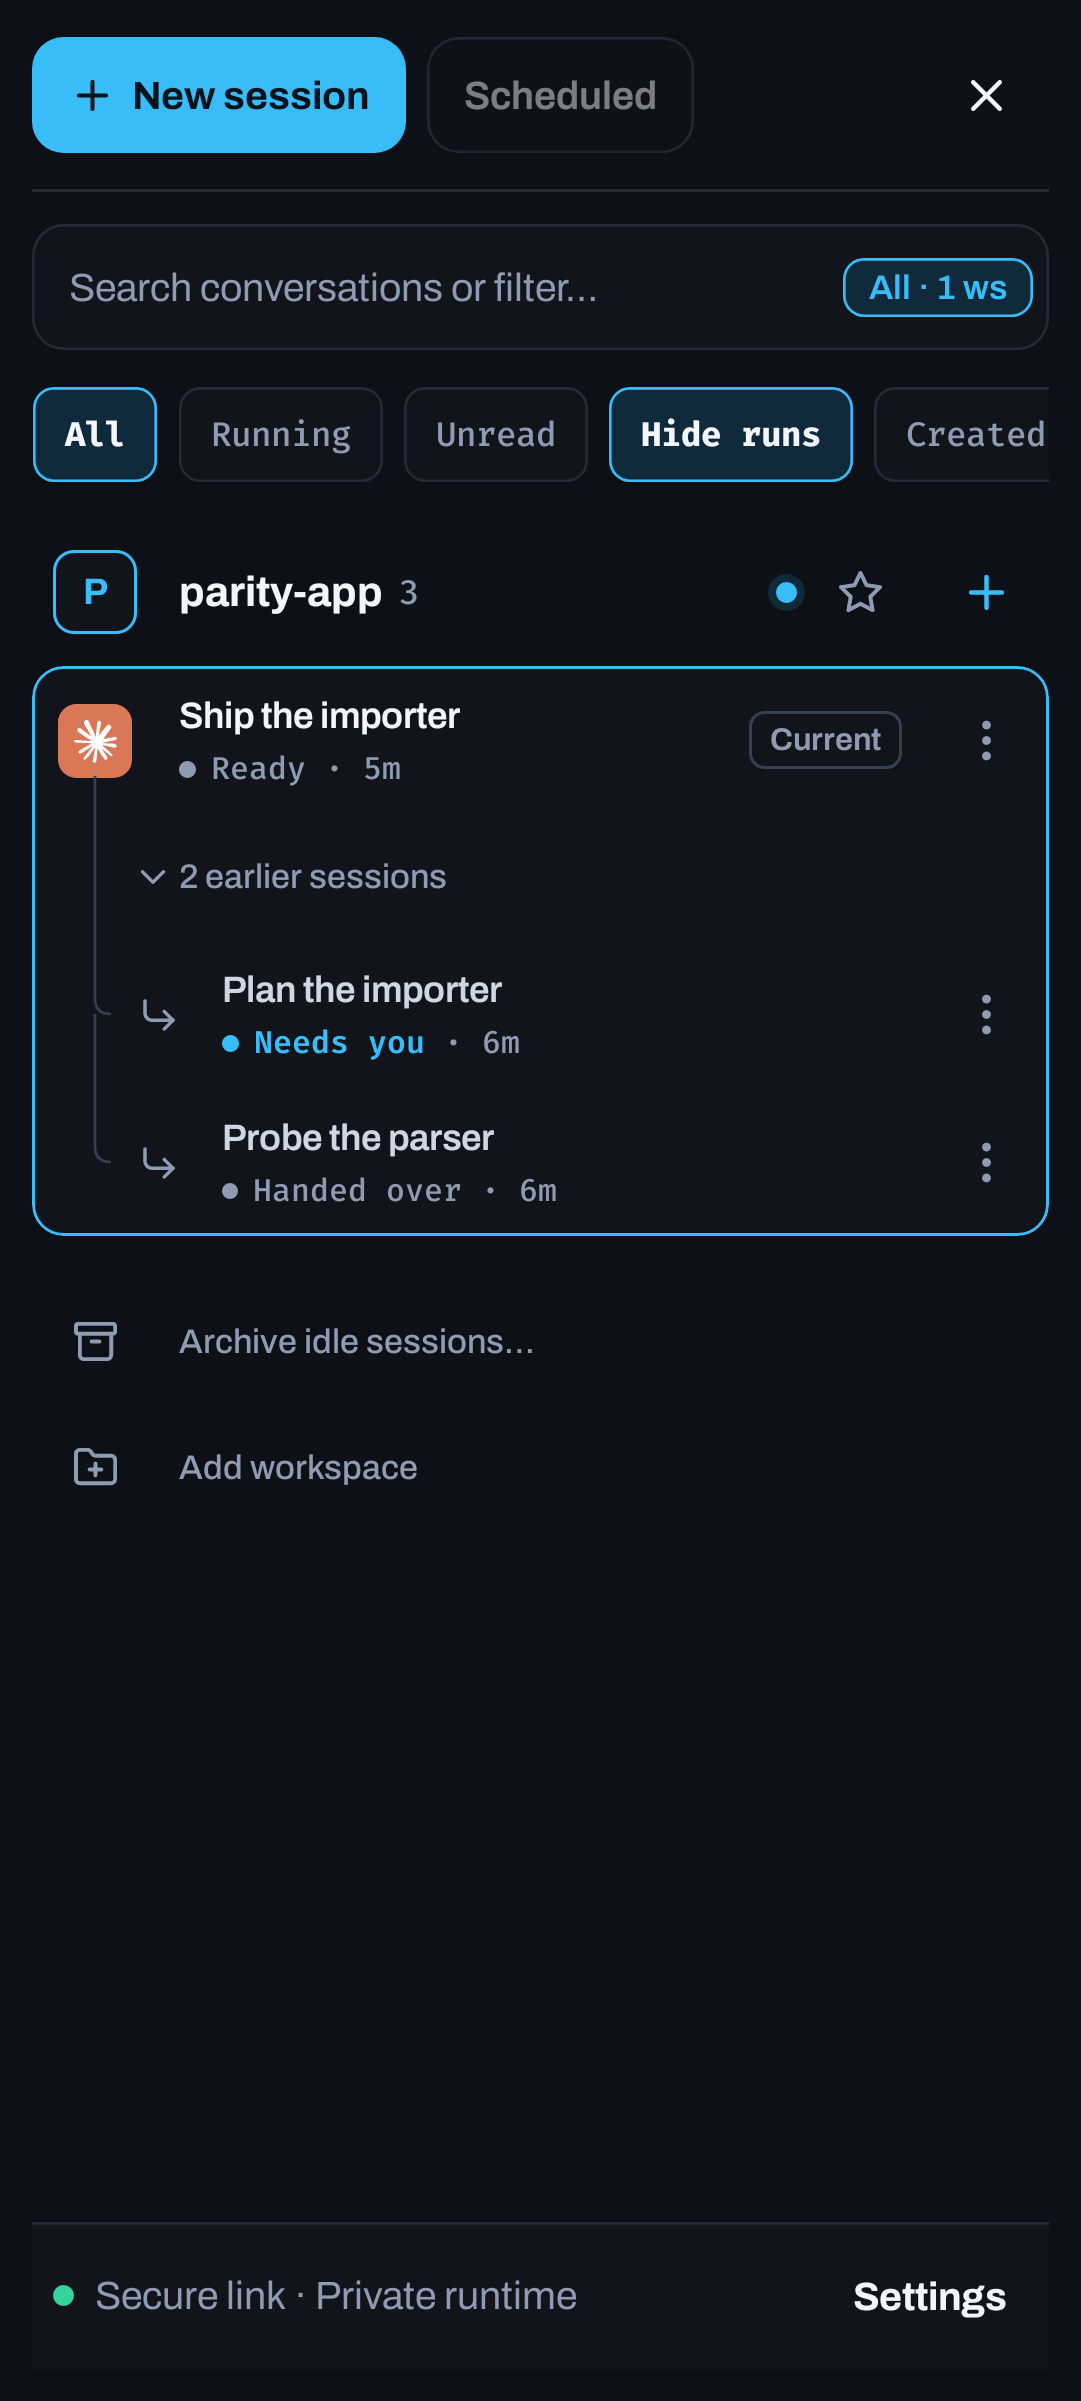 New session
Scheduled
Search conversations or filter...
All · 1 ws
All
Running
Unread
Hide runs
Created
P
parity-app 3
Ship the importer
Ready · 5m
Current
2 earlier sessions
Plan the importer
Needs you · 6m
Probe the parser
Handed over · 6m
Archive idle sessions...
Add workspace
Secure link · Private runtime
Settings